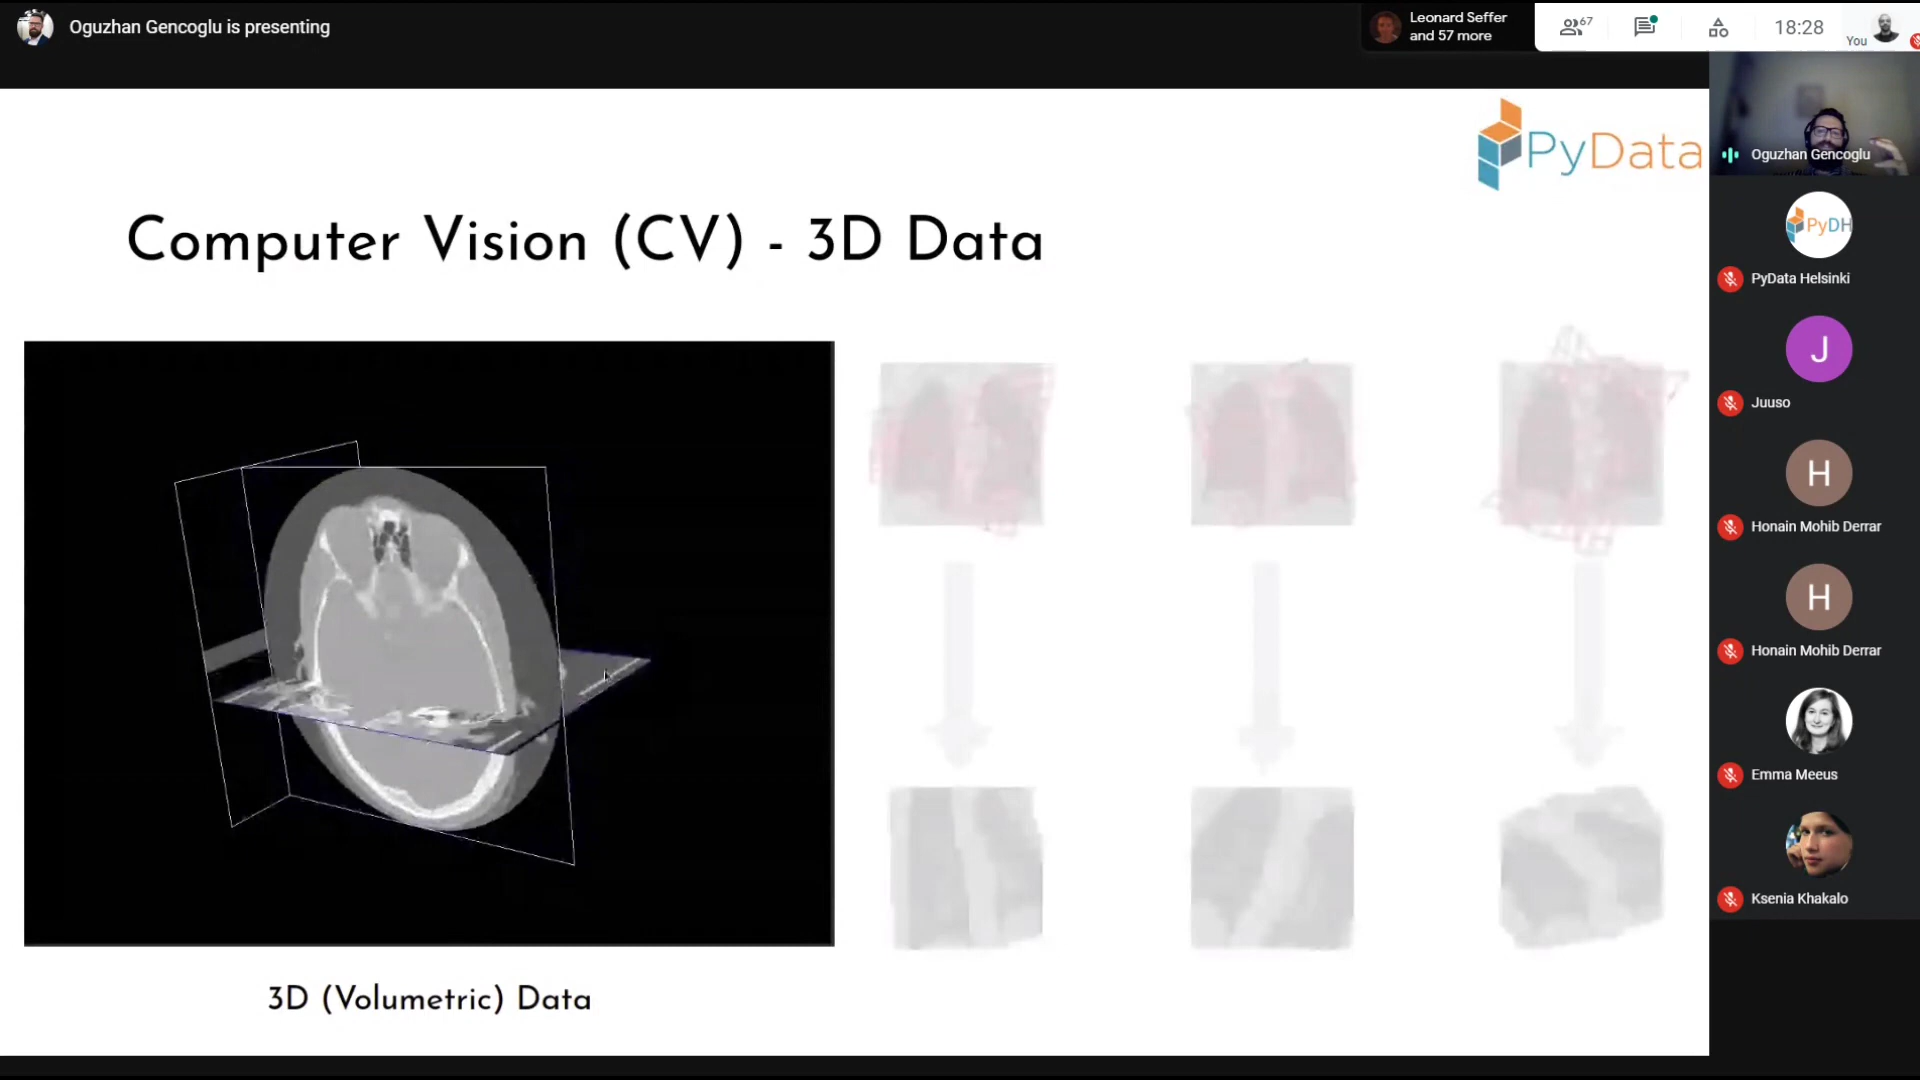 Oguzhan Gencoglu is presenting
Leonard Seffer
and 57 more
67
18:28
You
PyData
Computer Vision (CV) - 3D Data
3D (Volumetric) Data
Oguzhan Gencoglu
PyDH
PyData Helsinki
J
Juuso
H
Honain Mohib Derrar
H
Honain Mohib Derrar
Emma Meeus
Ksenia Khakalo